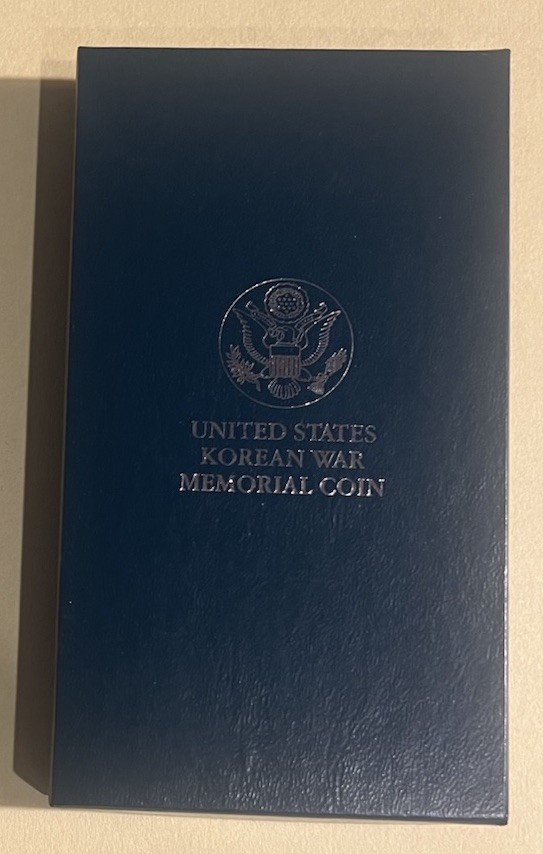 UNITED STATES
KOREAN WAR
MEMORIAL COIN